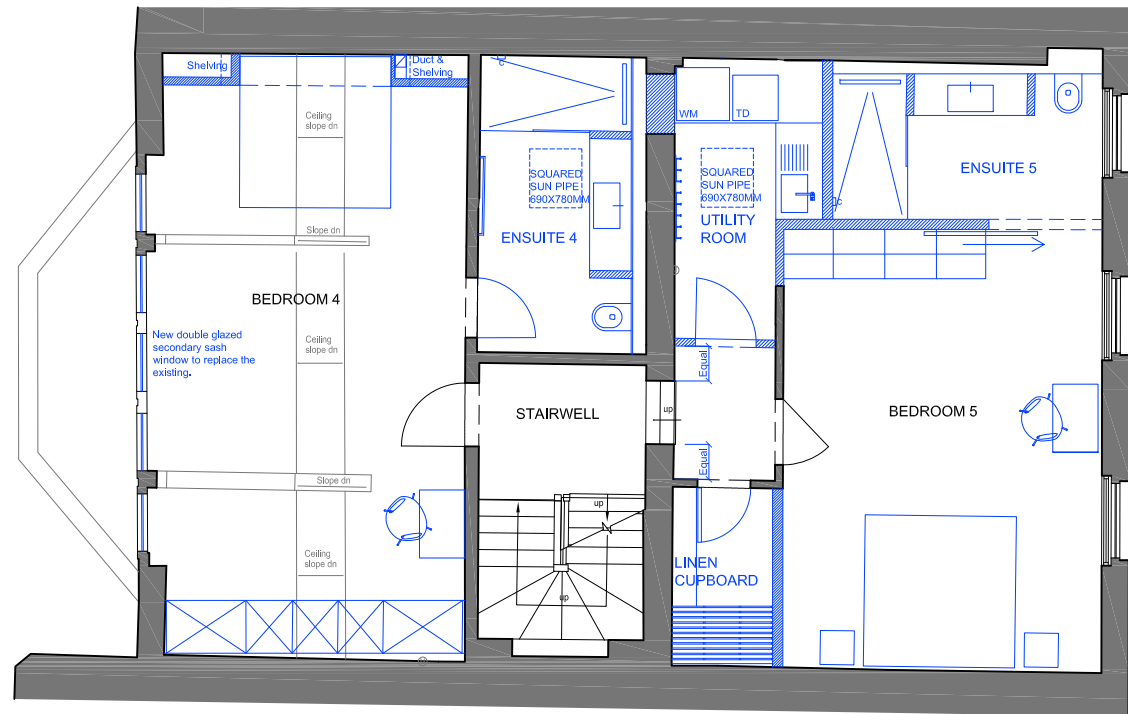 Shelving
Duct &
Shelving
Ceiling
slope dn
WM
TD
SQUARED
SUN PIPE
690X780MM
SQUARED
SUN PIPE
690X780MM
ENSUITE 5
UTILITY
ROOM
ENSUITE 4
Slope dn
BEDROOM 4
New double glazed
secondary sash
window to replace the
existing.
Ceiling
slope dn
Equal
up
STAIRWELL
BEDROOM 5
Equal
Slope dn
up
Ceiling
slope dn
LINEN
CUPBOARD
up